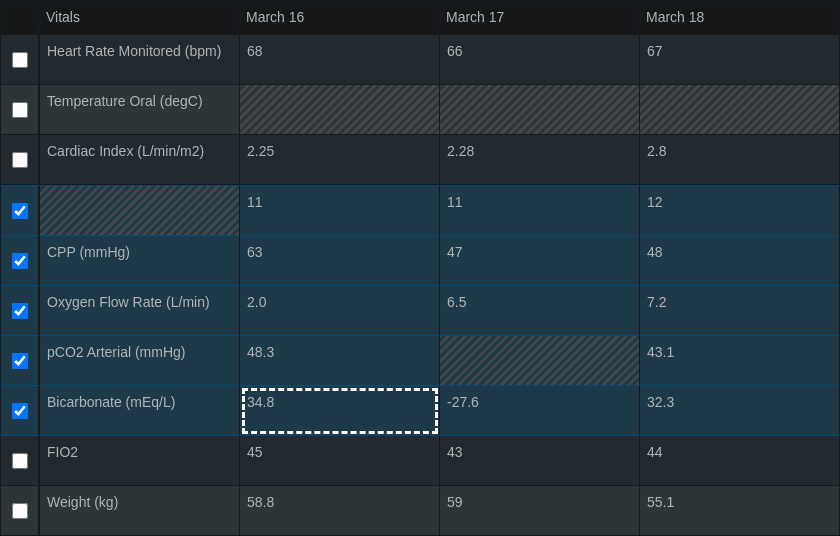 Vitals March 16 March 17 March 18
Heart Rate Monitored (bpm) 68 66 67
Temperature Oral (degC)
Cardiac Index (L/min/m2) 2.25 2.28 2.8
11 11 12
CPP (mmHg) 63 47 48
Oxygen Flow Rate (L/min) 2.0 6.5 7.2
pCO2 Arterial (mmHg) 48.3 43.1
Bicarbonate (mEq/L) 34.8 -27.6 32.3
FIO2 45 43 44
Weight (kg) 58.8 59 55.1